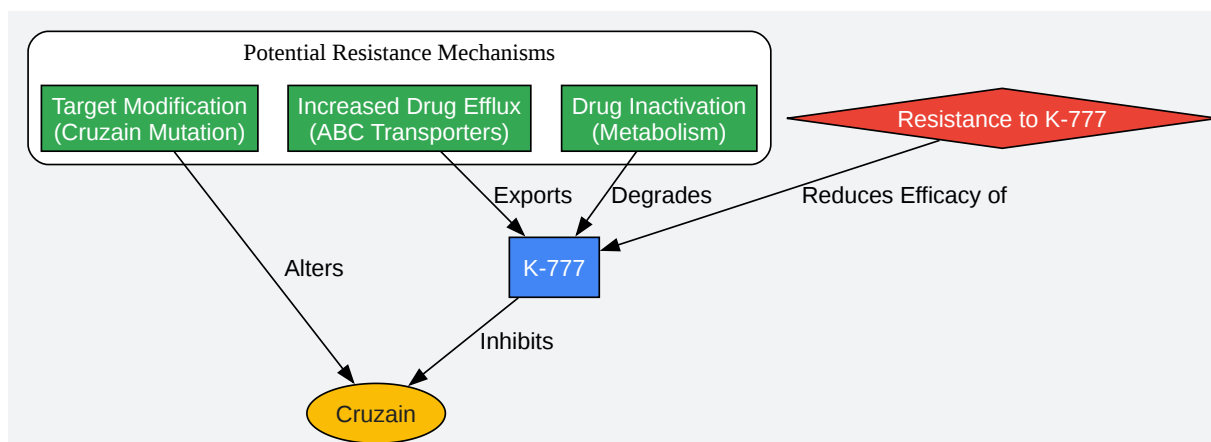 Potential Resistance Mechanisms
Target Modification
(Cruzain Mutation)
Increased Drug Efflux
(ABC Transporters)
Drug Inactivation
(Metabolism)
Resistance to K-777
Exports
Degrades
Reduces Efficacy of
Alters
K-777
Inhibits
Cruzain